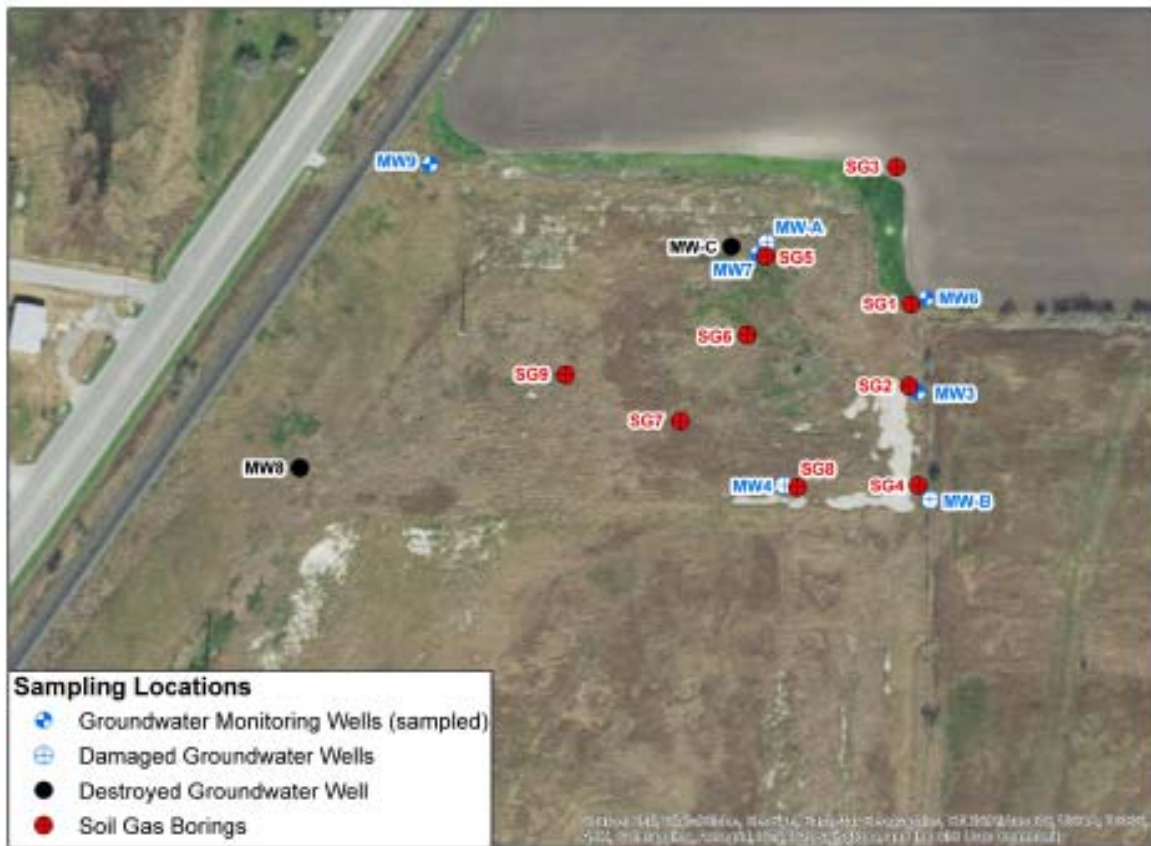 MW9
SG3
MW-A
MW-C
MW7
SG5
SG1
MW6
SG6
SG9
SG2
MW3
SG7
MW8
MW4
SG8
SG4
MW-B
Sampling Locations
Groundwater Monitoring Wells (sampled)
Damaged Groundwater Wells
Destroyed Groundwater Well
Soil Gas Borings